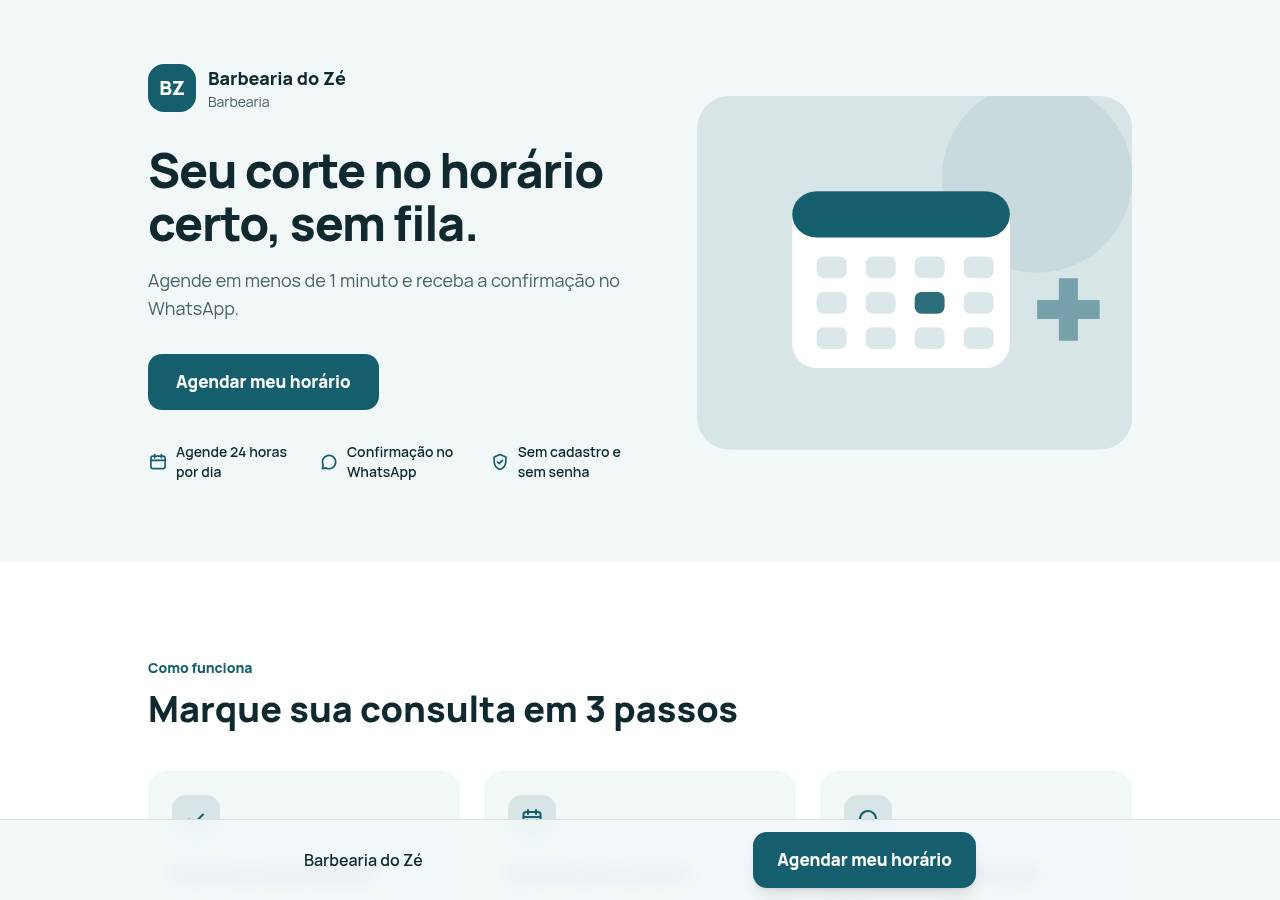 BZ
Barbearia do Zé
Barbearia
Seu corte no horário
certo, sem fila.
Agende em menos de 1 minuto e receba a confirmação no
WhatsApp.
Agendar meu horário
Agende 24 horas
por dia
Confirmação no
WhatsApp
Sem cadastro e
sem senha
Como funciona
Marque sua consulta em 3 passos
Barbearia do Zé
Agendar meu horário